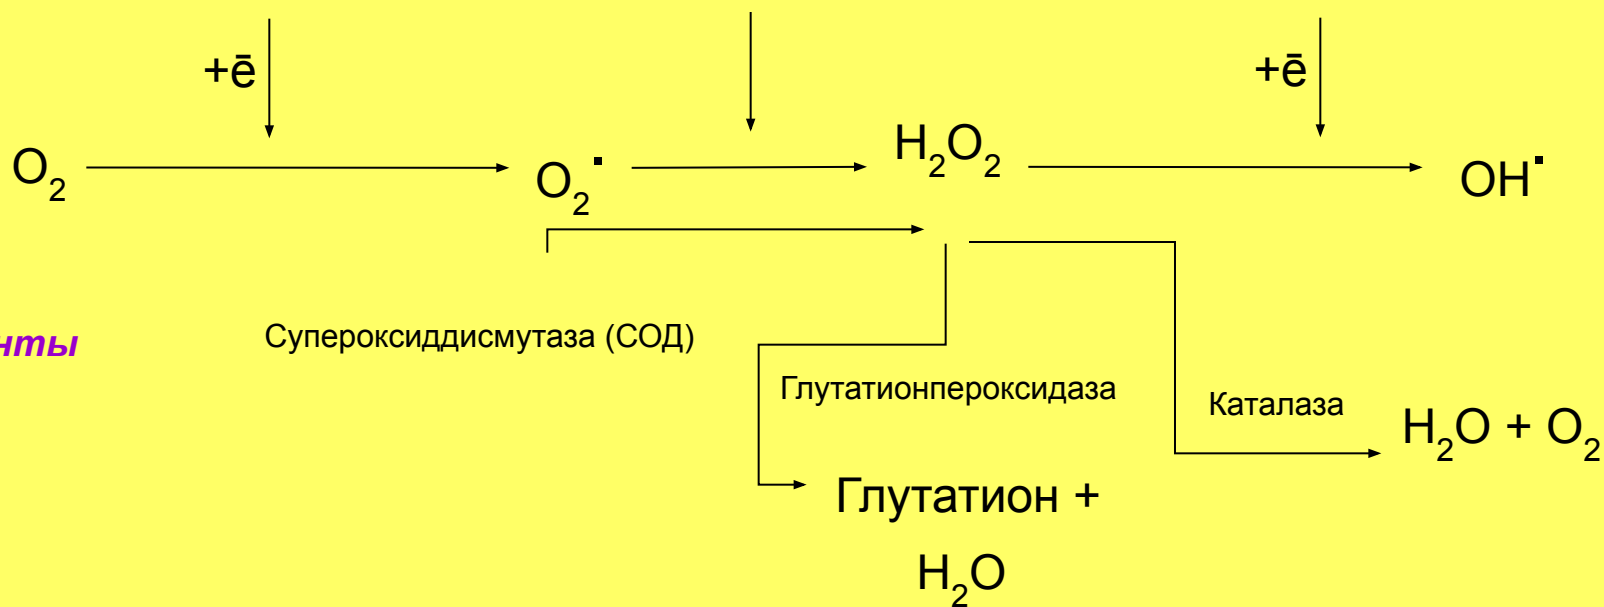 +ē +ē
O₂ O₂˙ H₂O₂ OH˙
нты Супероксиддисмутаза (СОД)
Глутатионпероксидаза Каталаза
H₂O + O₂
Глутатион +
H₂O